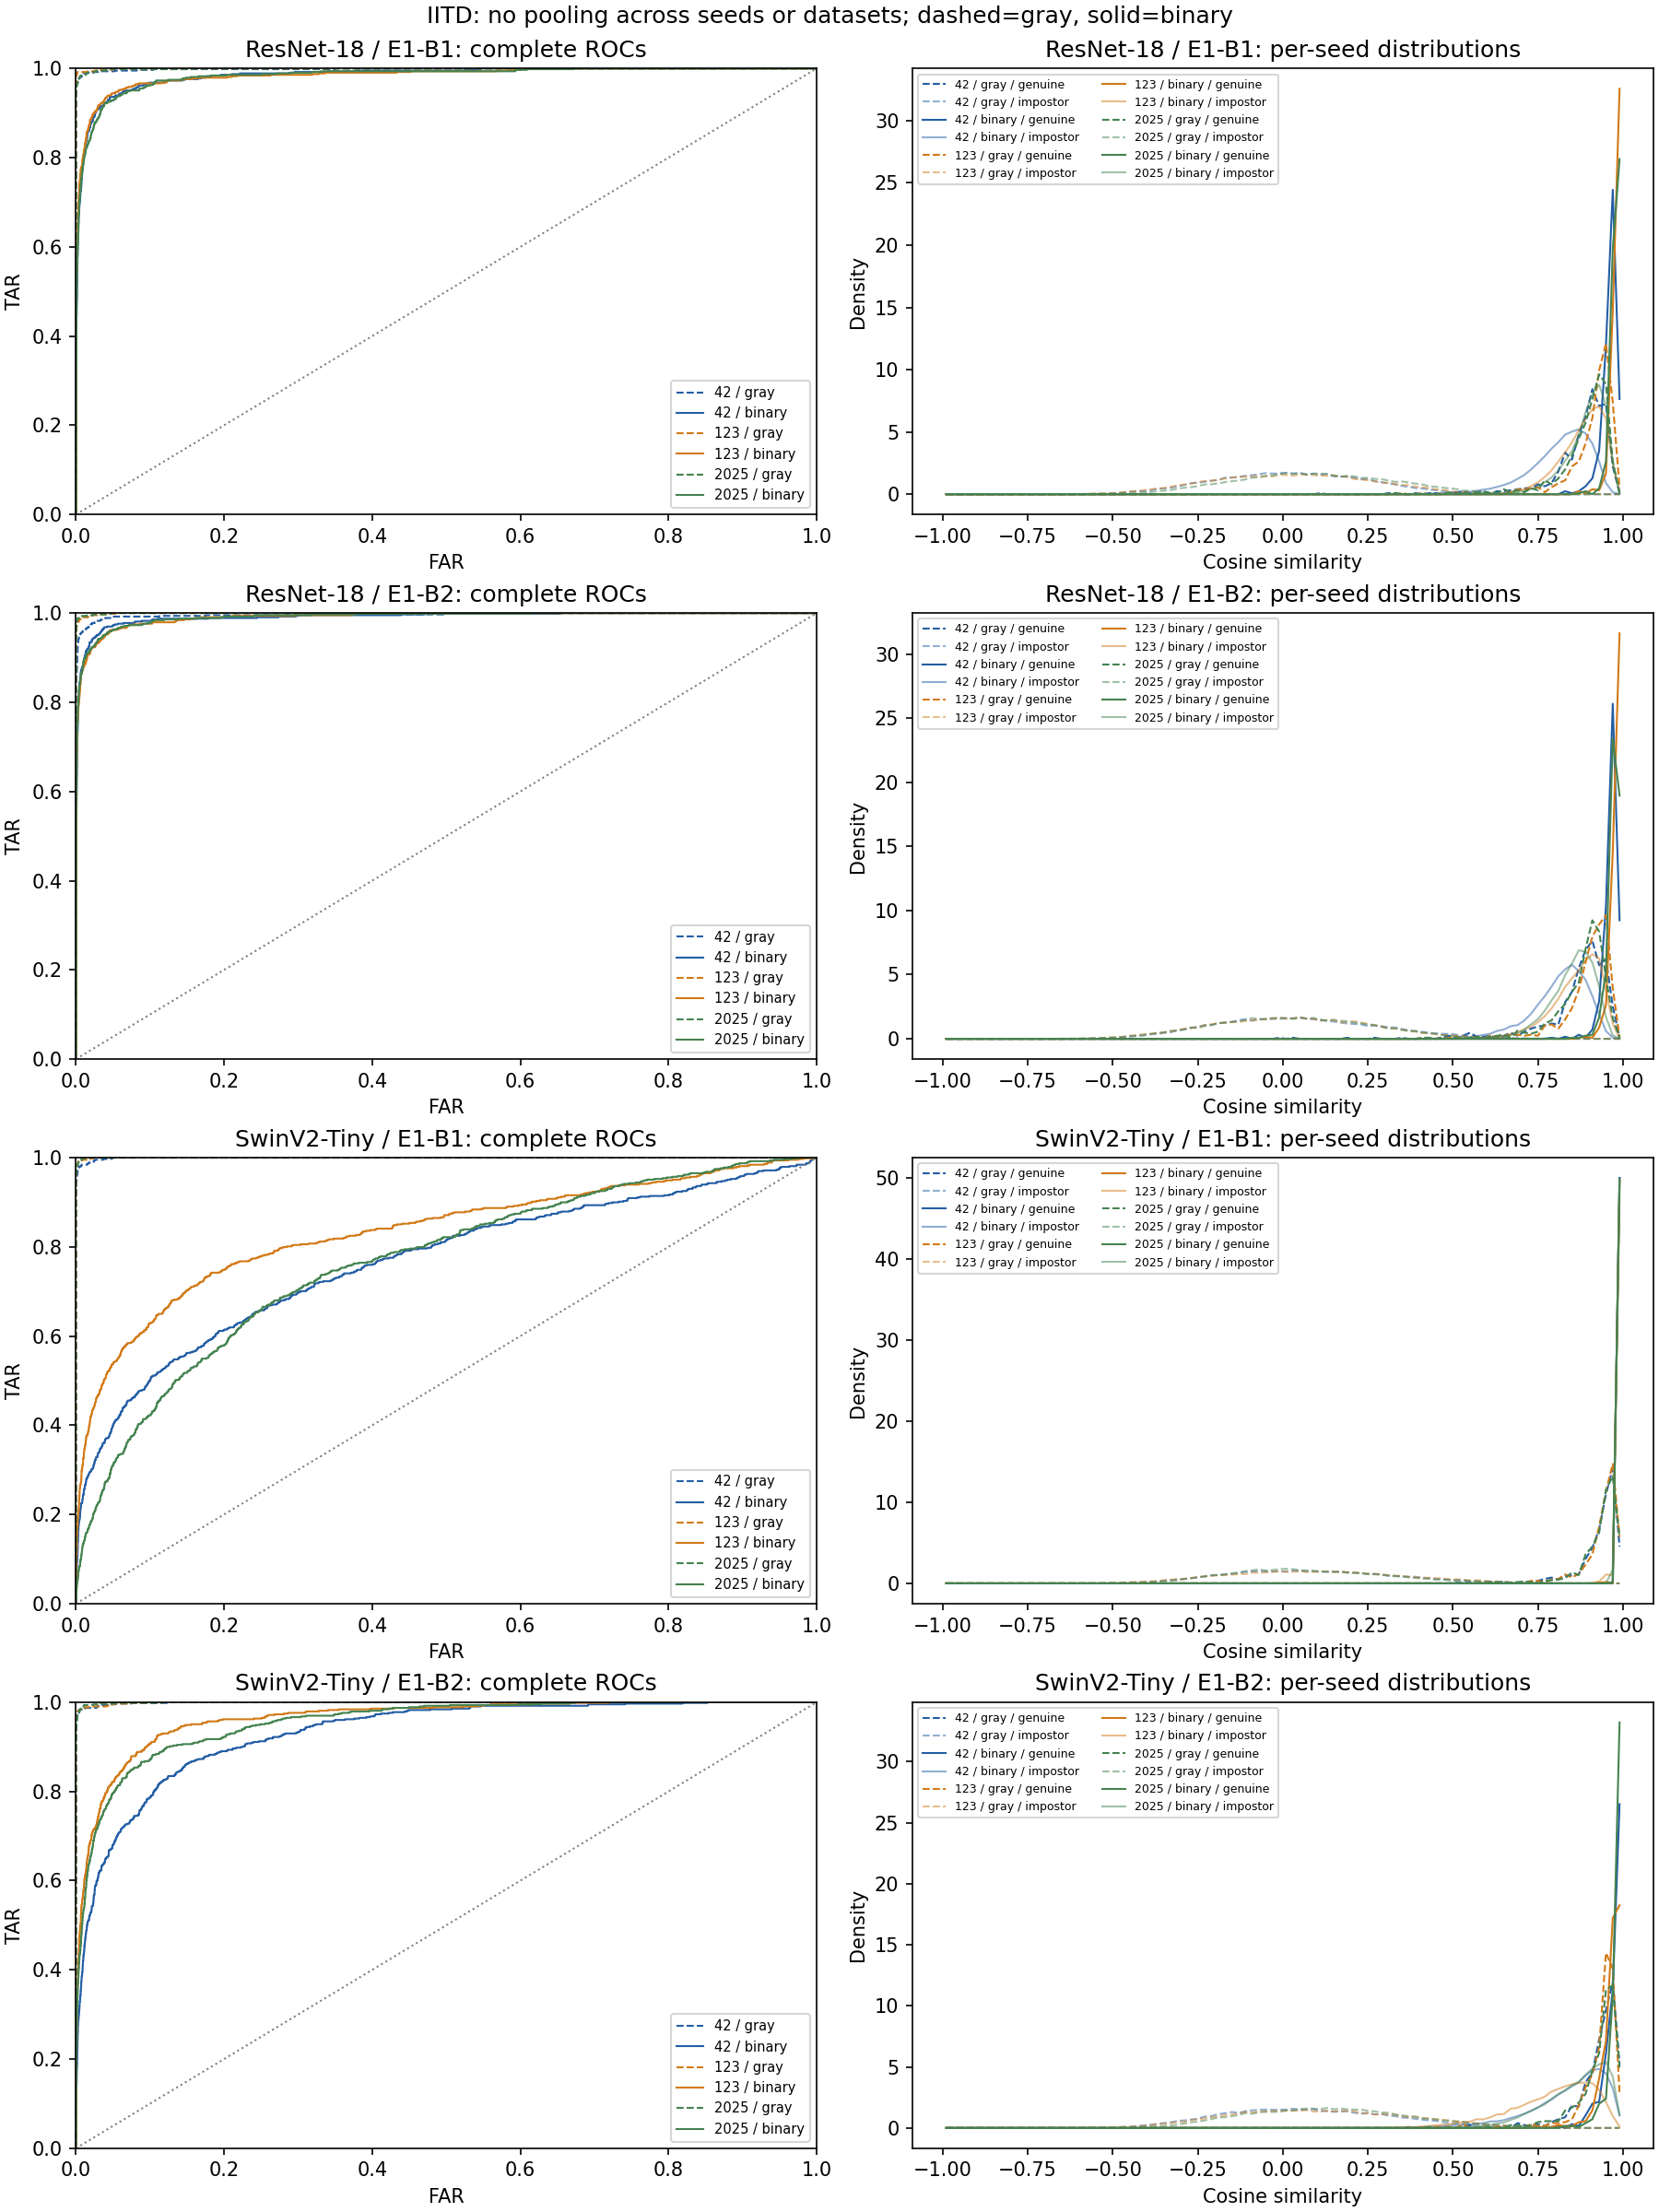 IITD: no pooling across seeds or datasets; dashed=gray, solid=binary
ResNet-18 / E1-B1: complete ROCs
TAR
1.0
0.8
0.6
0.4
0.2
0.0
42 / gray
42 / binary
123 / gray
123 / binary
2025 / gray
2025 / binary
0.0 0.2 0.4 0.6 0.8 1.0
FAR
ResNet-18 / E1-B1: per-seed distributions
Density
30
25
20
15
10
5
0
42 / gray / genuine
42 / gray / impostor
42 / binary / genuine
42 / binary / impostor
123 / gray / genuine
123 / gray / impostor
123 / binary / genuine
123 / binary / impostor
2025 / gray / genuine
2025 / gray / impostor
2025 / binary / genuine
2025 / binary / impostor
−1.00 −0.75 −0.50 −0.25 0.00 0.25 0.50 0.75 1.00
Cosine similarity
ResNet-18 / E1-B2: complete ROCs
TAR
1.0
0.8
0.6
0.4
0.2
0.0
42 / gray
42 / binary
123 / gray
123 / binary
2025 / gray
2025 / binary
0.0 0.2 0.4 0.6 0.8 1.0
FAR
ResNet-18 / E1-B2: per-seed distributions
Density
30
25
20
15
10
5
0
42 / gray / genuine
42 / gray / impostor
42 / binary / genuine
42 / binary / impostor
123 / gray / genuine
123 / gray / impostor
123 / binary / genuine
123 / binary / impostor
2025 / gray / genuine
2025 / gray / impostor
2025 / binary / genuine
2025 / binary / impostor
−1.00 −0.75 −0.50 −0.25 0.00 0.25 0.50 0.75 1.00
Cosine similarity
SwinV2-Tiny / E1-B1: complete ROCs
TAR
1.0
0.8
0.6
0.4
0.2
0.0
42 / gray
42 / binary
123 / gray
123 / binary
2025 / gray
2025 / binary
0.0 0.2 0.4 0.6 0.8 1.0
FAR
SwinV2-Tiny / E1-B1: per-seed distributions
Density
50
40
30
20
10
0
42 / gray / genuine
42 / gray / impostor
42 / binary / genuine
42 / binary / impostor
123 / gray / genuine
123 / gray / impostor
123 / binary / genuine
123 / binary / impostor
2025 / gray / genuine
2025 / gray / impostor
2025 / binary / genuine
2025 / binary / impostor
−1.00 −0.75 −0.50 −0.25 0.00 0.25 0.50 0.75 1.00
Cosine similarity
SwinV2-Tiny / E1-B2: complete ROCs
TAR
1.0
0.8
0.6
0.4
0.2
0.0
42 / gray
42 / binary
123 / gray
123 / binary
2025 / gray
2025 / binary
0.0 0.2 0.4 0.6 0.8 1.0
FAR
SwinV2-Tiny / E1-B2: per-seed distributions
Density
30
25
20
15
10
5
0
42 / gray / genuine
42 / gray / impostor
42 / binary / genuine
42 / binary / impostor
123 / gray / genuine
123 / gray / impostor
123 / binary / genuine
123 / binary / impostor
2025 / gray / genuine
2025 / gray / impostor
2025 / binary / genuine
2025 / binary / impostor
−1.00 −0.75 −0.50 −0.25 0.00 0.25 0.50 0.75 1.00
Cosine similarity